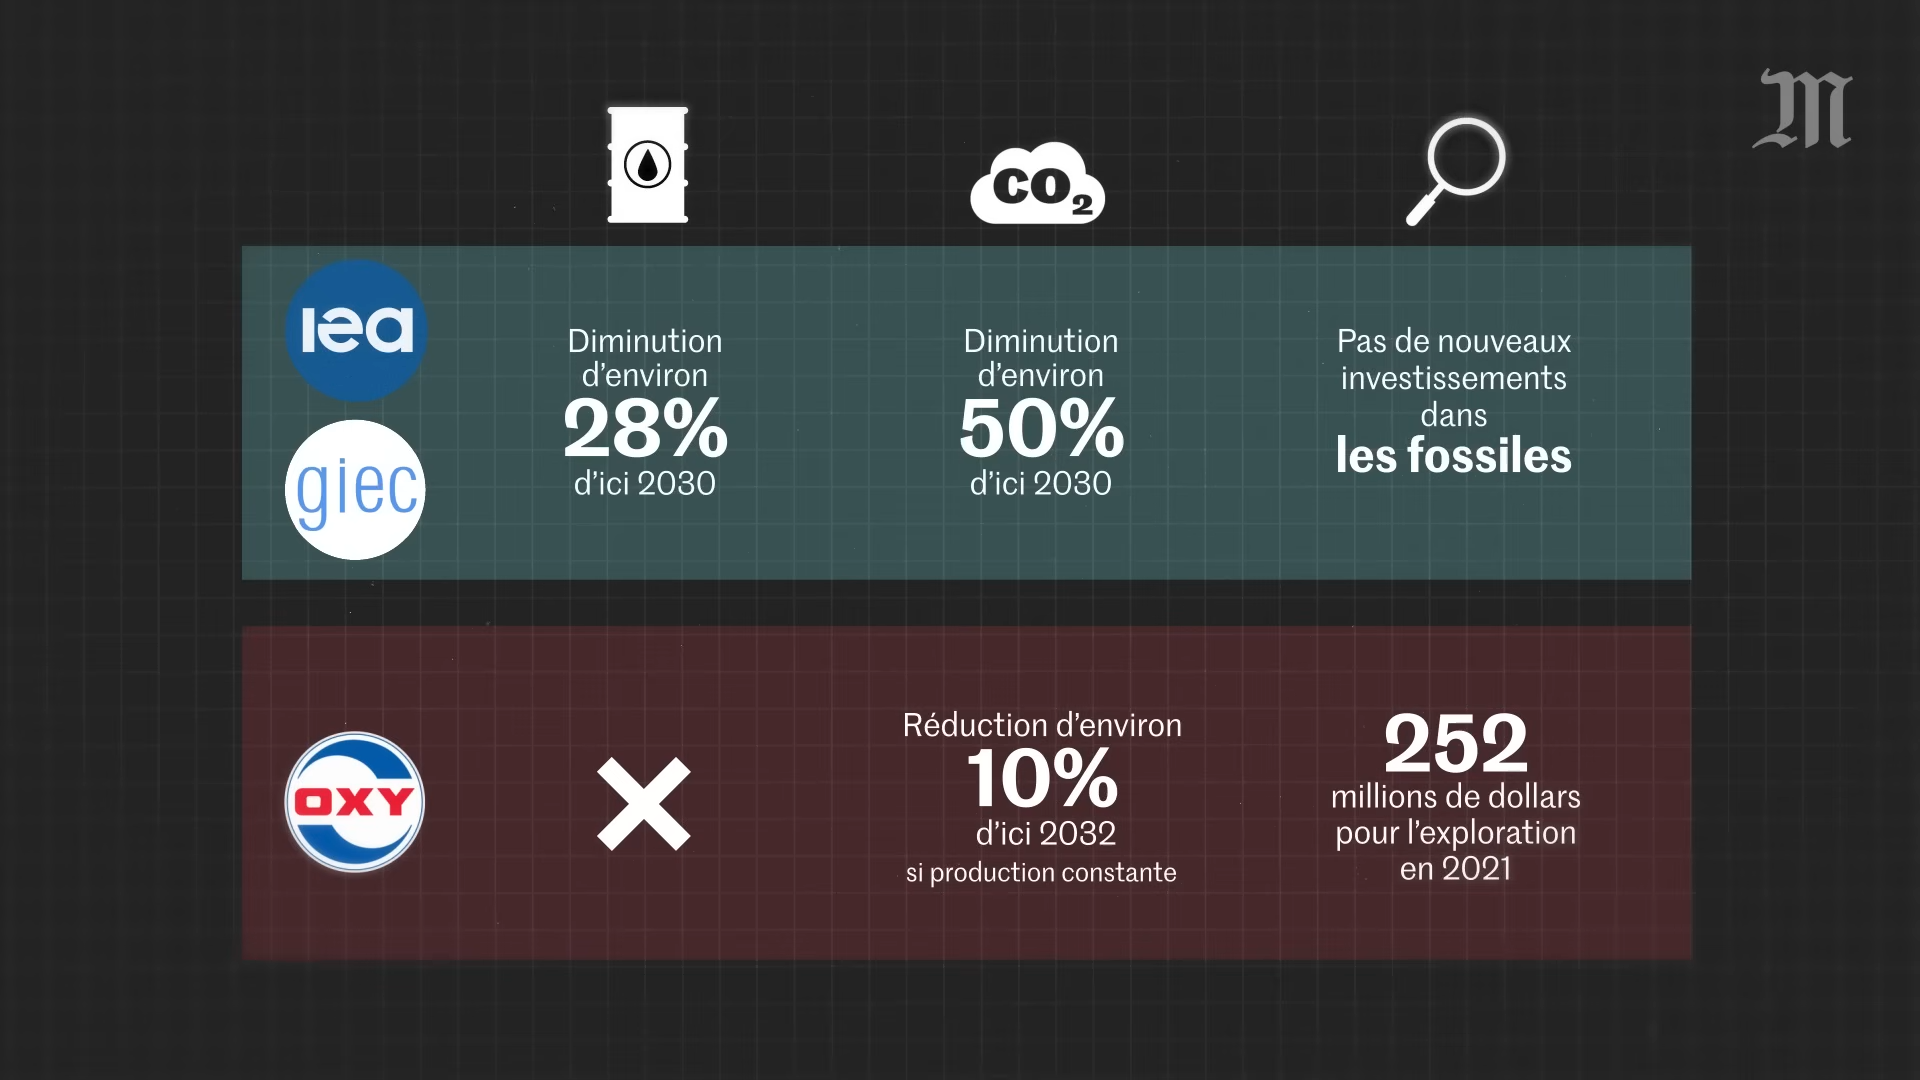 M
CO2
iea
giec
Diminution
d’environ
28%
d’ici 2030
Diminution
d’environ
50%
d’ici 2030
Pas de nouveaux
investissements
dans
les fossiles
OXY
Réduction d’environ
10%
d’ici 2032
si production constante
252
millions de dollars
pour l’exploration
en 2021